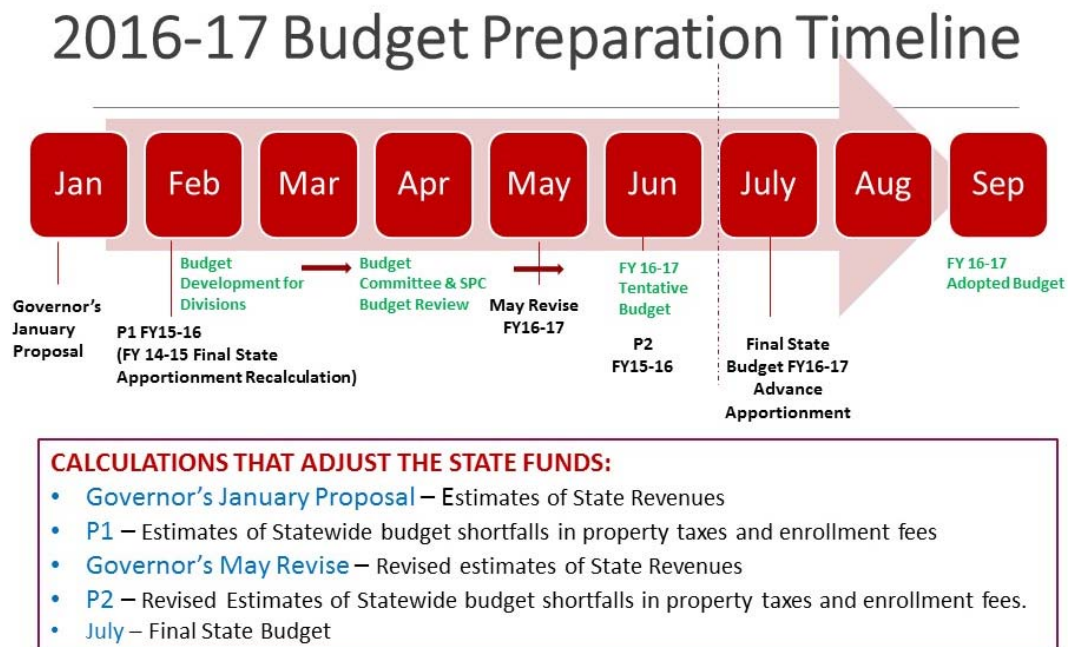 2016-17 Budget Preparation Timeline
Jan
Feb
Mar
Apr
May
Jun
July
Aug
Sep
Governor’s
January
Proposal
Budget
Development for
Divisions
P1 FY15-16
(FY 14-15 Final State
Apportionment Recalculation)
Budget
Committee & SPC
Budget Review
May Revise
FY16-17
FY 16-17
Tentative
Budget
P2
FY15-16
Final State
Budget FY16-17
Advance
Apportionment
FY 16-17
Adopted Budget
CALCULATIONS THAT ADJUST THE STATE FUNDS:
• Governor’s January Proposal – Estimates of State Revenues
• P1 – Estimates of Statewide budget shortfalls in property taxes and enrollment fees
• Governor’s May Revise – Revised estimates of State Revenues
• P2 – Revised Estimates of Statewide budget shortfalls in property taxes and enrollment fees.
• July – Final State Budget